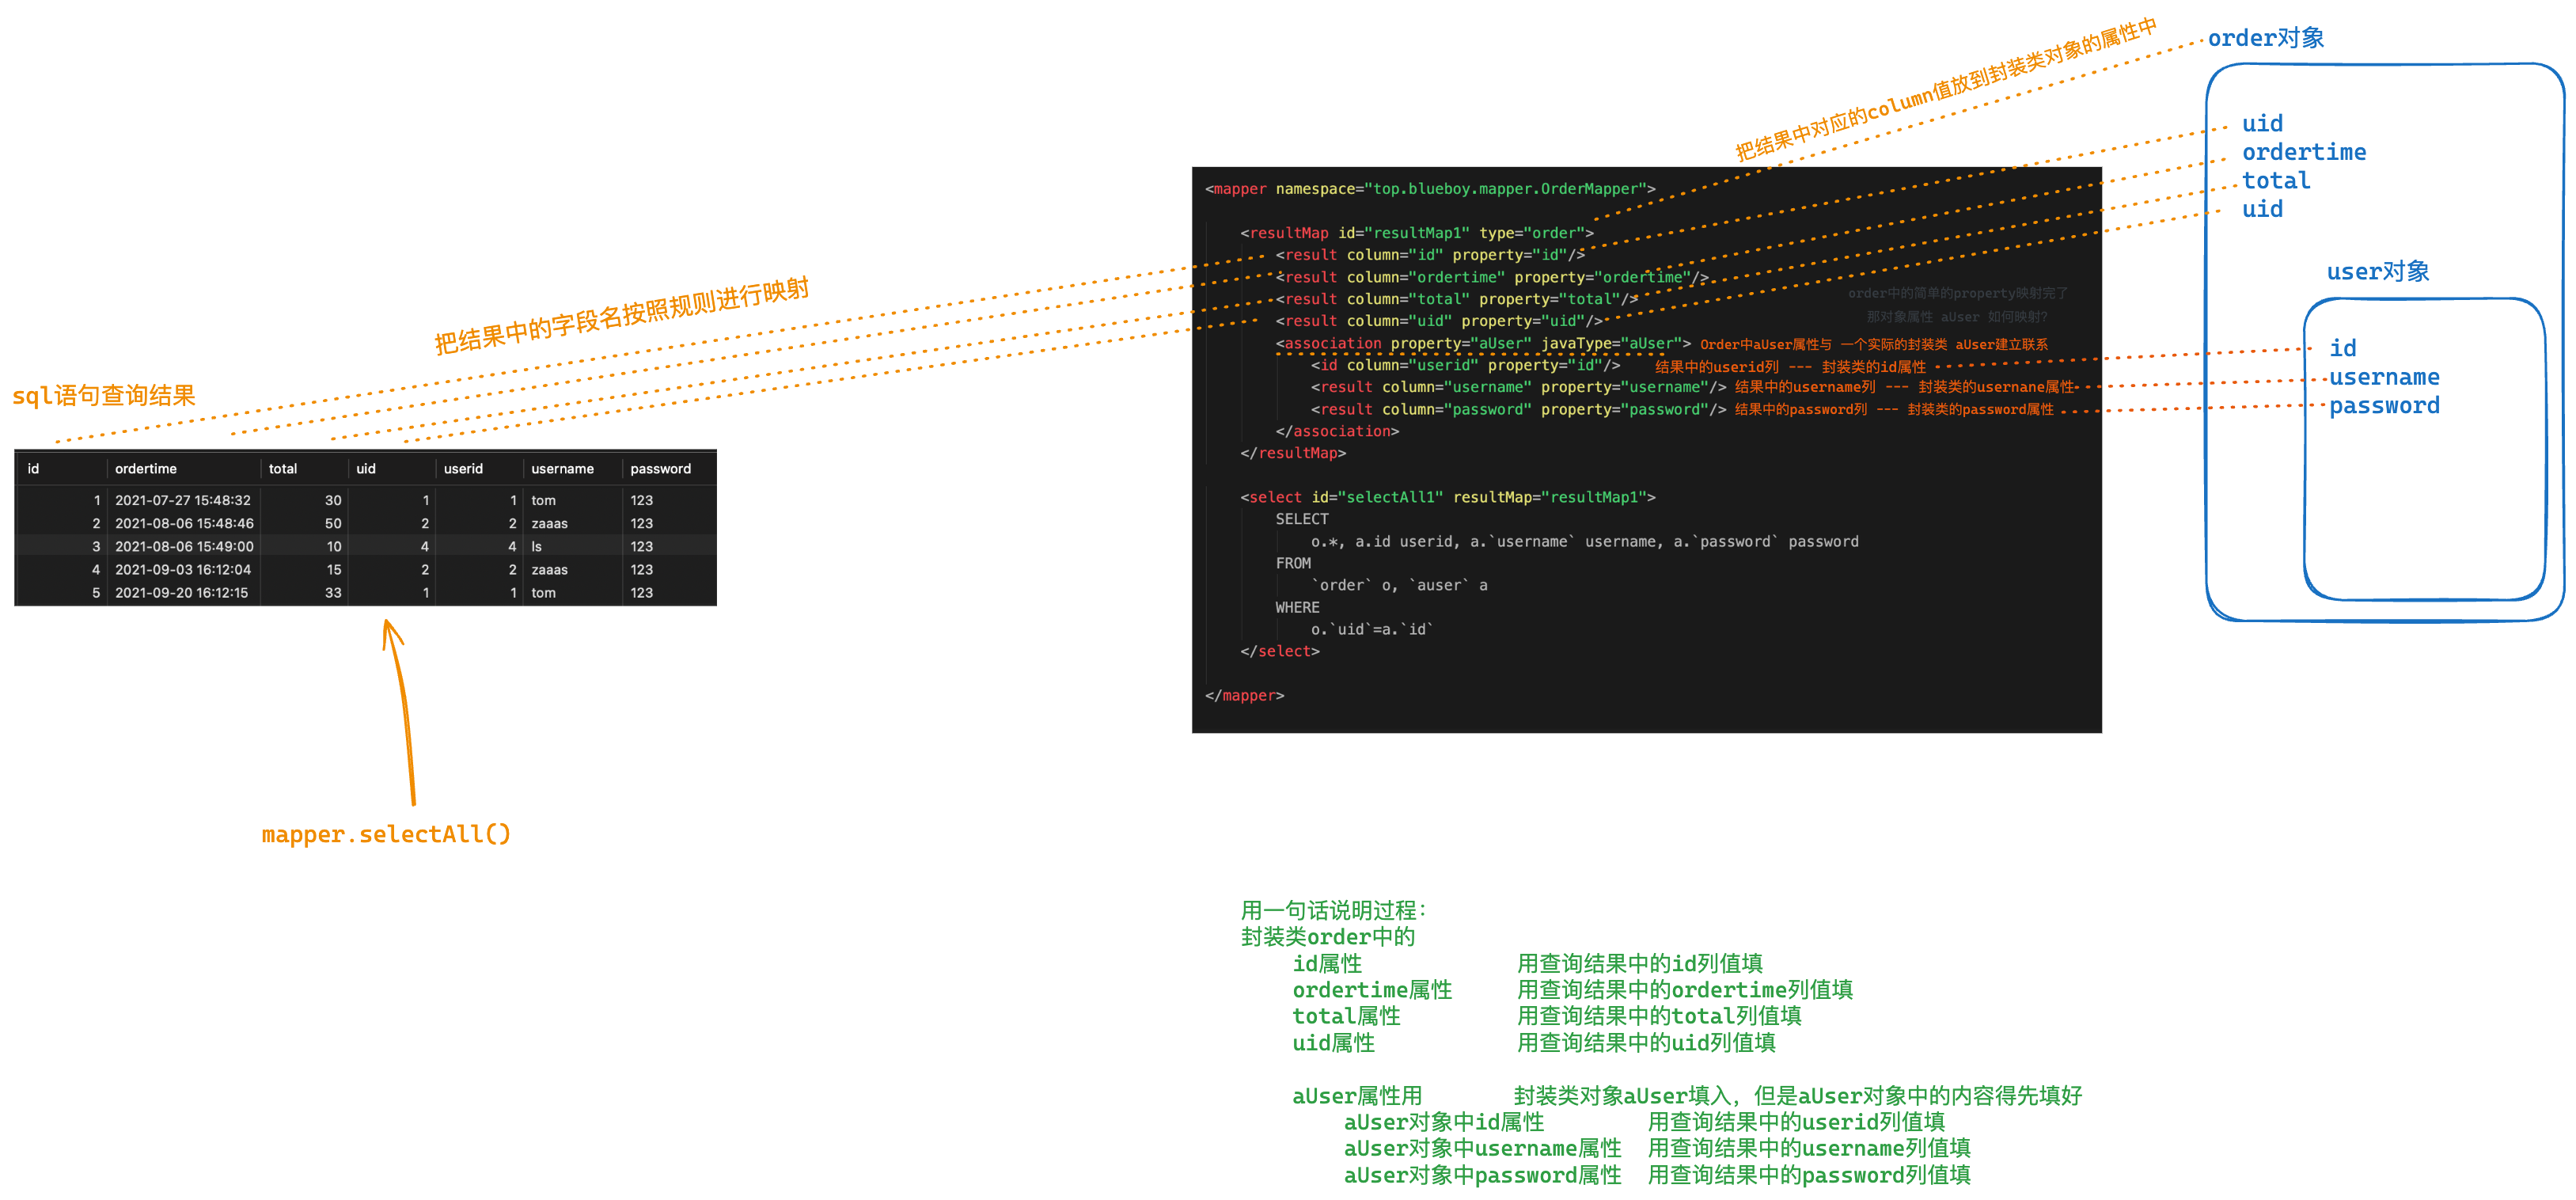 order对象
把结果中对应的column值放到封装类对象的属性中
uid
ordertime
total
uid
user对象
id
username
password
<mapper namespace="top.blueboy.mapper.OrderMapper">
<resultMap id="resultMap1" type="order">
<result column="id" property="id"/>
<result column="ordertime" property="ordertime"/>
<result column="total" property="total"/>
order中的简单的property映射完了
<result column="uid" property="uid"/>
那对象属性 aUser 如何映射?
<association property="aUser" javaType="aUser"> Order中aUser属性与 一个实际的封装类 aUser建立联系
<id column="userid" property="id"/> 结果中的userid列 --- 封装类的id属性
<result column="username" property="username"/> 结果中的username列 --- 封装类的usernane属性
<result column="password" property="password"/> 结果中的password列 --- 封装类的password属性
</association>
</resultMap>
<select id="selectAll1" resultMap="resultMap1">
SELECT
o.*, a.id userid, a.`username` username, a.`password` password
FROM
`order` o, `auser` a
WHERE
o.`uid`=a.`id`
</select>
</mapper>
把结果中的字段名按照规则进行映射
sql语句查询结果
id ordertime total uid userid username password
1 2021-07-27 15:48:32 30 1 1 tom 123
2 2021-08-06 15:48:46 50 2 2 zaaas 123
3 2021-08-06 15:49:00 10 4 4 ls 123
4 2021-09-03 16:12:04 15 2 2 zaaas 123
5 2021-09-20 16:12:15 33 1 1 tom 123
mapper.selectAll()
用一句话说明过程：
封装类order中的
id属性 用查询结果中的id列值填
ordertime属性 用查询结果中的ordertime列值填
total属性 用查询结果中的total列值填
uid属性 用查询结果中的uid列值填
aUser属性用 封装类对象aUser填入，但是aUser对象中的内容得先填好
aUser对象中id属性 用查询结果中的userid列值填
aUser对象中username属性 用查询结果中的username列值填
aUser对象中password属性 用查询结果中的password列值填